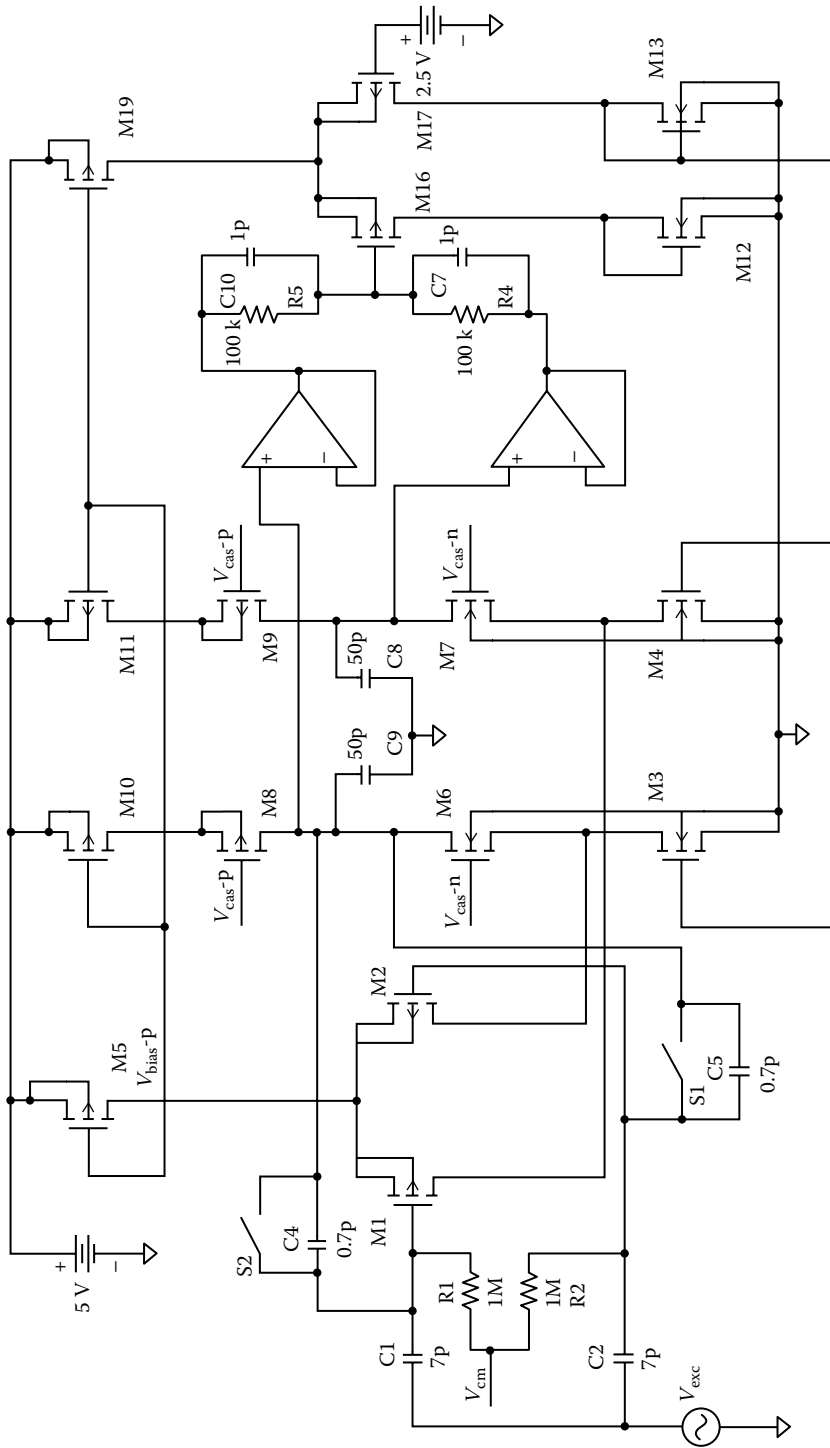 +
5 V
−
M5
V_bias-p
M10
M11
M19
S2
C4
0.7p
V_cas-p
M8
V_cas-p
M9
+
−
100 k
C10
R5
1p
C1
7p
M1
R1
1M
V_cm
1M
R2
M2
50p
C9
50p
C8
V_cas-n
M6
V_cas-n
M7
+
−
100 k
C7
R4
1p
M16
M17
2.5 V
+
−
C2
7p
V_exc
S1
C5
0.7p
M3
M4
M12
M13